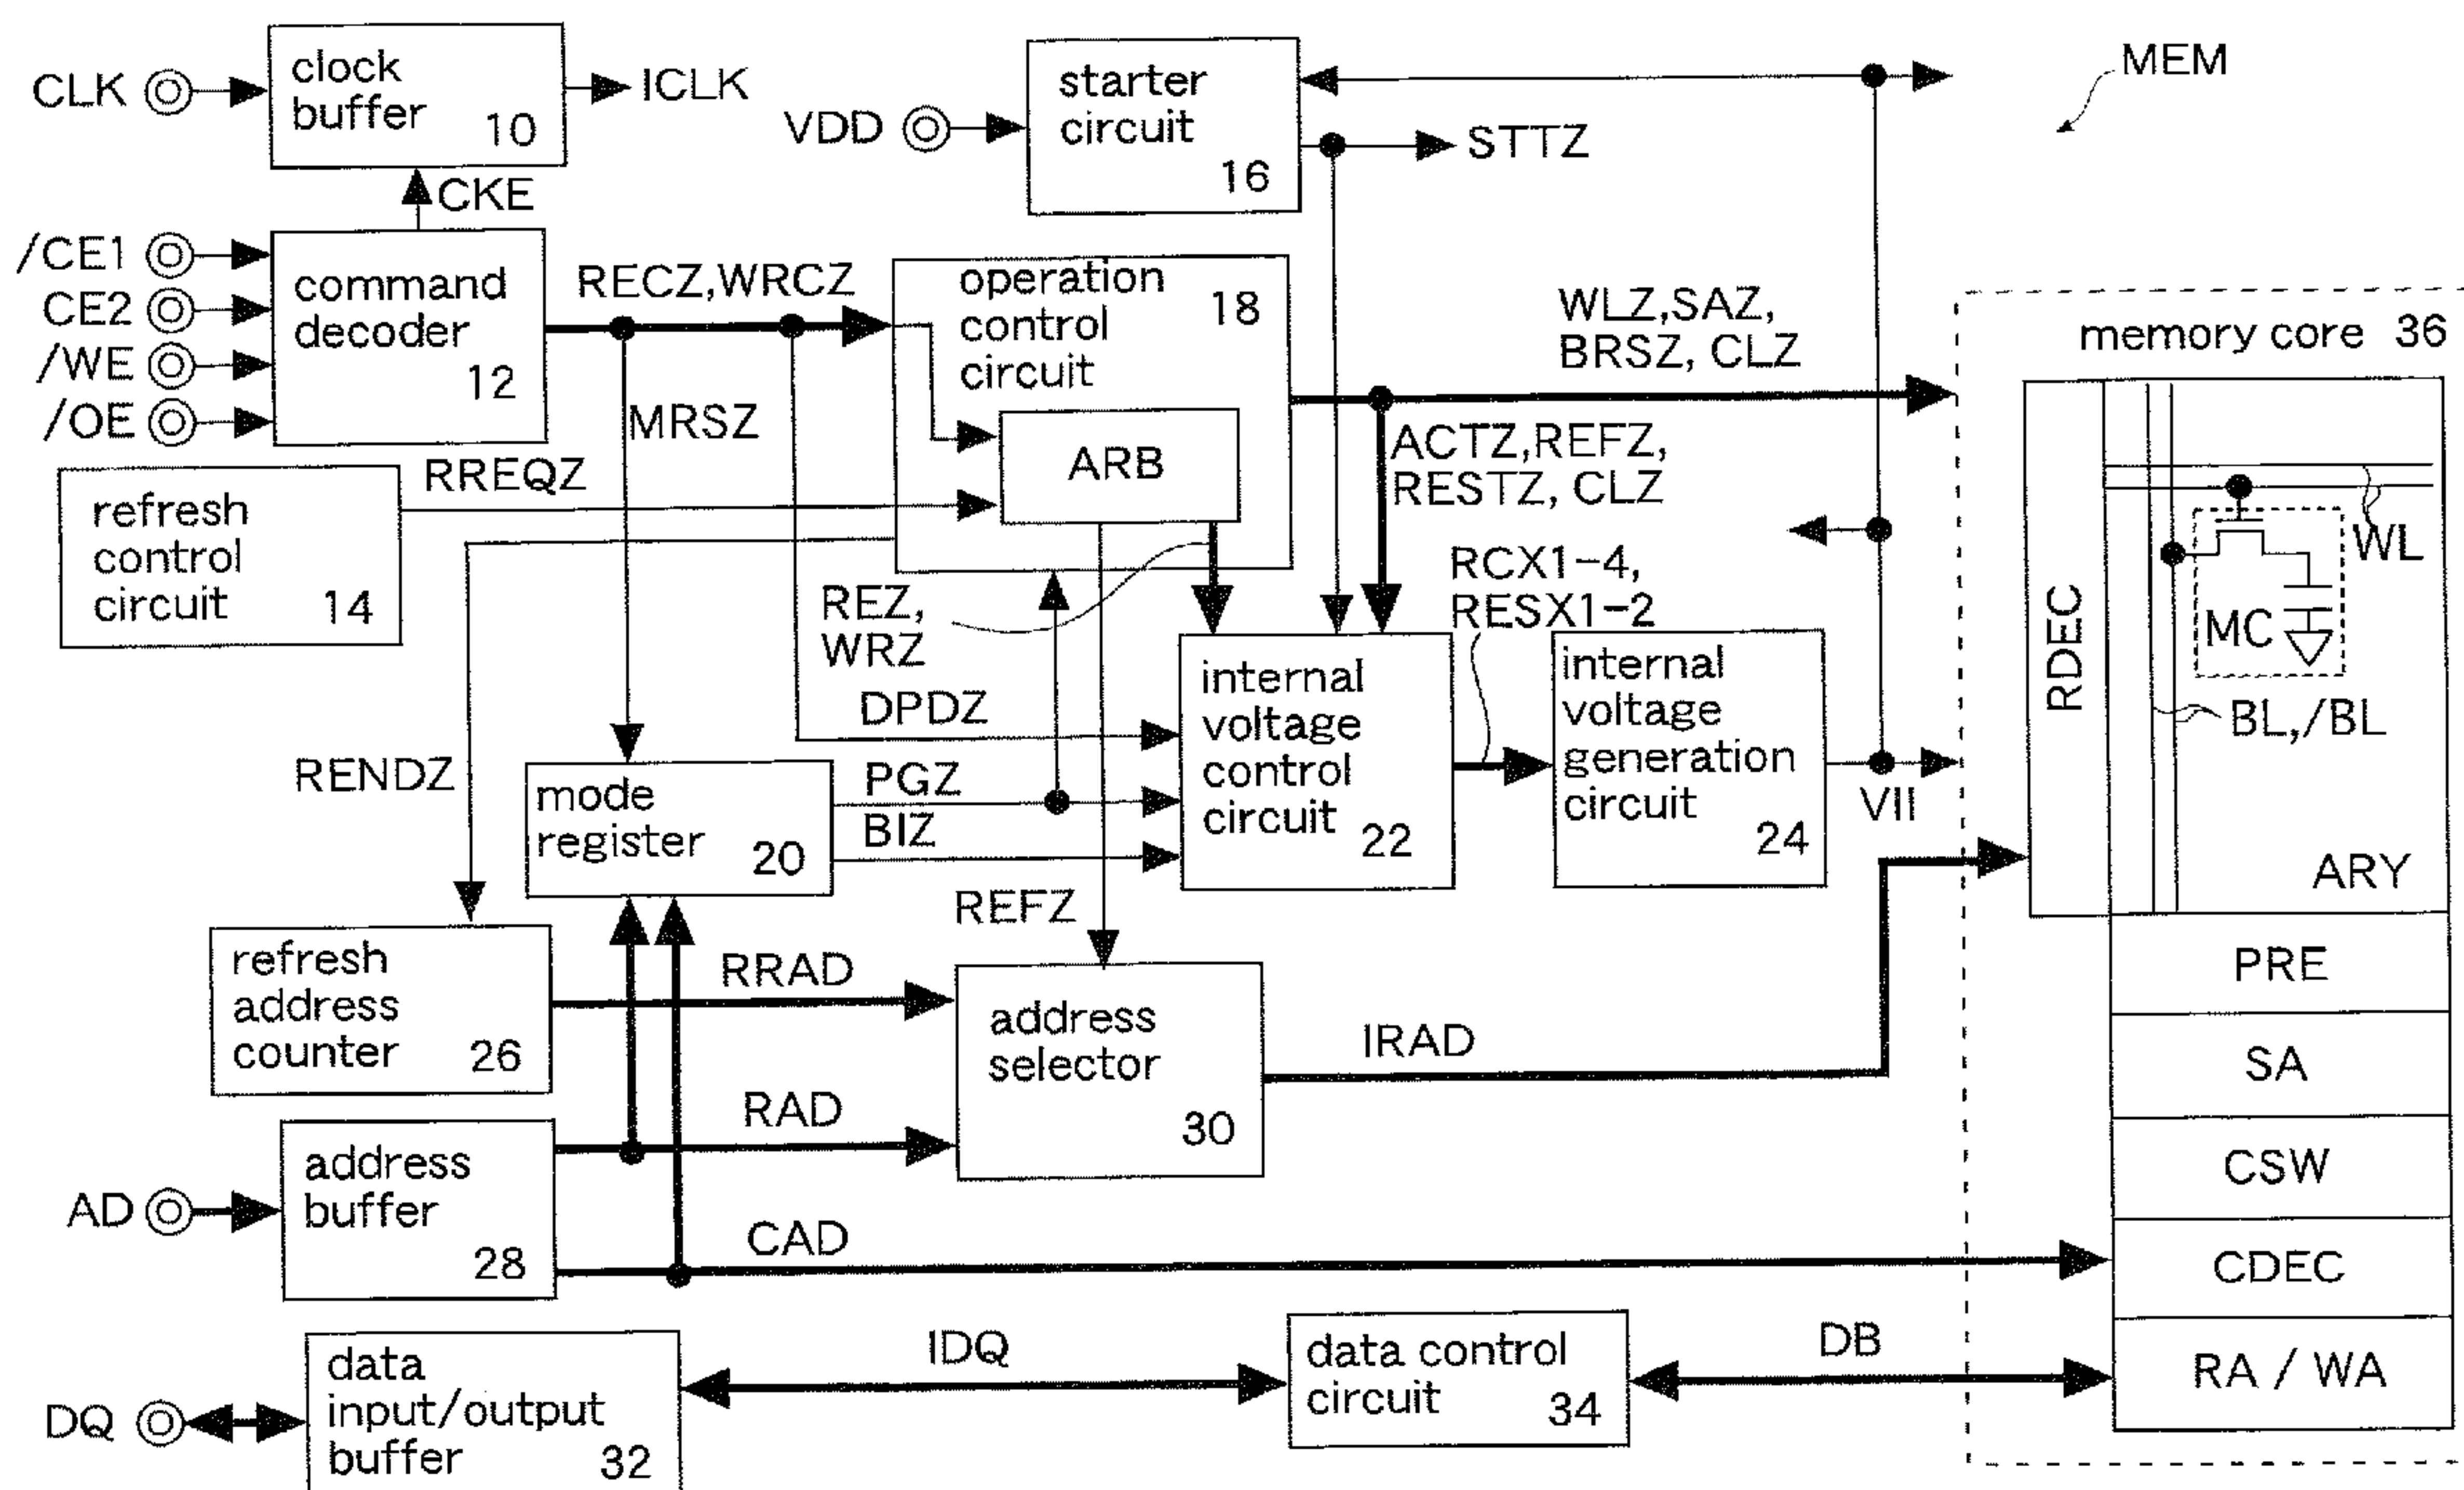 CLK
clock
buffer
10
ICLK
CKE
VDD
starter
circuit
16
STTZ
MEM
/CE1
CE2
/WE
/OE
command
decoder
12
RECZ,WRCZ
MRSZ
operation
control
circuit
18
ARB
WLZ,SAZ,
BRSZ, CLZ
ACTZ,REFZ,
RESTZ, CLZ
memory core 36
RREQZ
refresh
control
circuit
14
REZ,
WRZ
RCX1-4,
RESX1-2
DPDZ
PGZ
BIZ
RENDZ
mode
register
20
internal
voltage
control
circuit
22
internal
voltage
generation
circuit
24
VII
RDEC
WL
MC
BL,/BL
ARY
REFZ
refresh
address
counter
26
RRAD
RAD
address
selector
30
IRAD
PRE
SA
CSW
CDEC
RA / WA
AD
address
buffer
28
CAD
DQ
data
input/output
buffer
32
IDQ
data control
circuit
34
DB